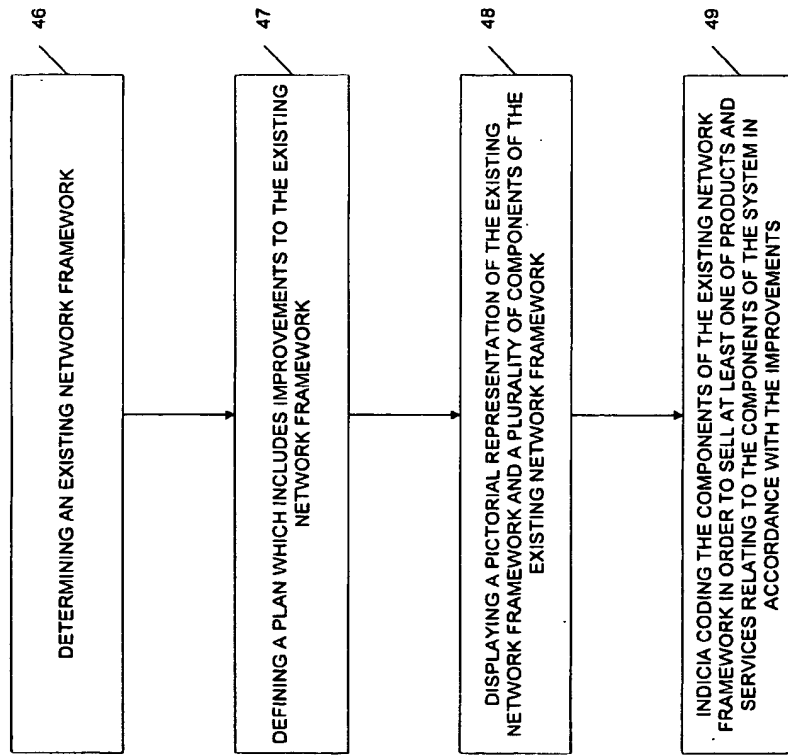 46
DETERMINING AN EXISTING NETWORK FRAMEWORK
47
DEFINING A PLAN WHICH INCLUDES IMPROVEMENTS TO THE EXISTING
NETWORK FRAMEWORK
48
DISPLAYING A PICTORIAL REPRESENTATION OF THE EXISTING
NETWORK FRAMEWORK AND A PLURALITY OF COMPONENTS OF THE
EXISTING NETWORK FRAMEWORK
49
INDICIA CODING THE COMPONENTS OF THE EXISTING NETWORK
FRAMEWORK IN ORDER TO SELL AT LEAST ONE OF PRODUCTS AND
SERVICES RELATING TO THE COMPONENTS OF THE SYSTEM IN
ACCORDANCE WITH THE IMPROVEMENTS